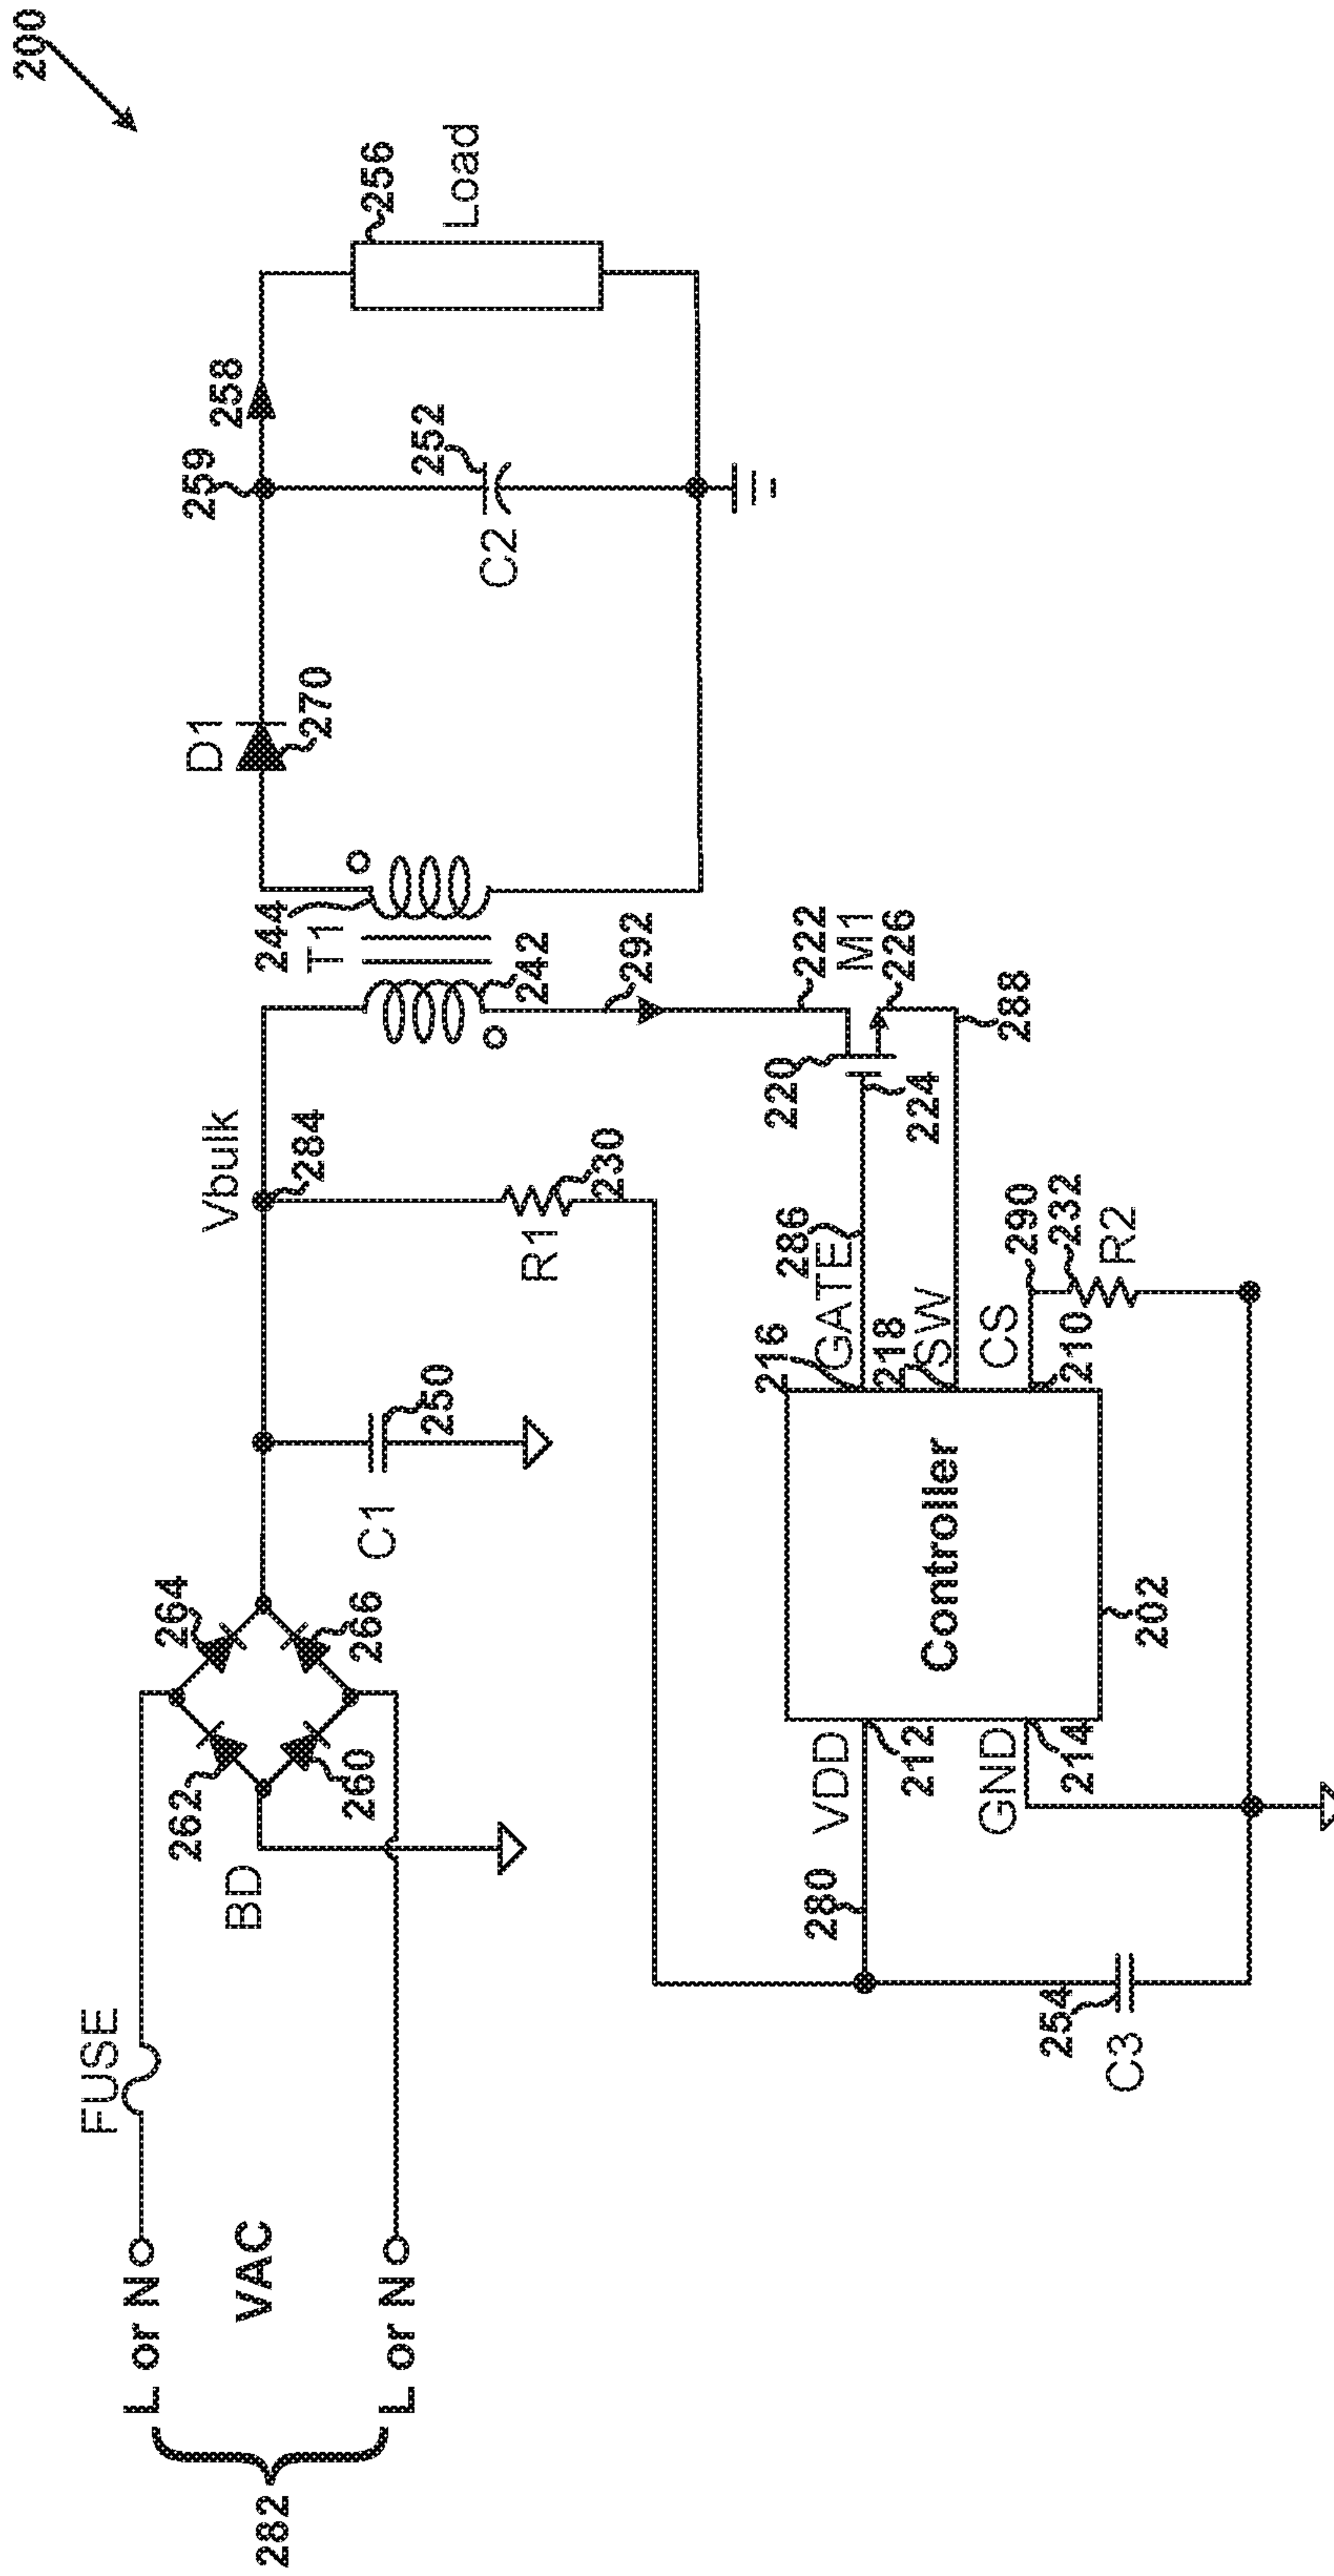 200
FUSE
L or N
VAC
L or N
282
BD
262
264
260
266
C1
250
Vbulk
284
R1
230
T1
244
242
292
D1
270
259
258
C2
252
256
Load
222
M1
226
220
224
288
286
216
GATE
218
SW
CS
210
290
232
R2
Controller
202
VDD
212
GND
214
280
254
C3